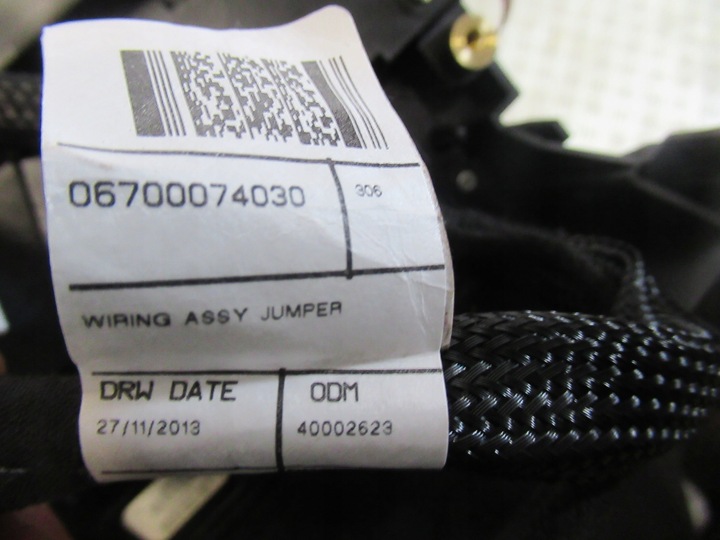 06700074030 306
WIRING ASSY JUMPER
DRW DATE ODM
27/11/2013 40002623